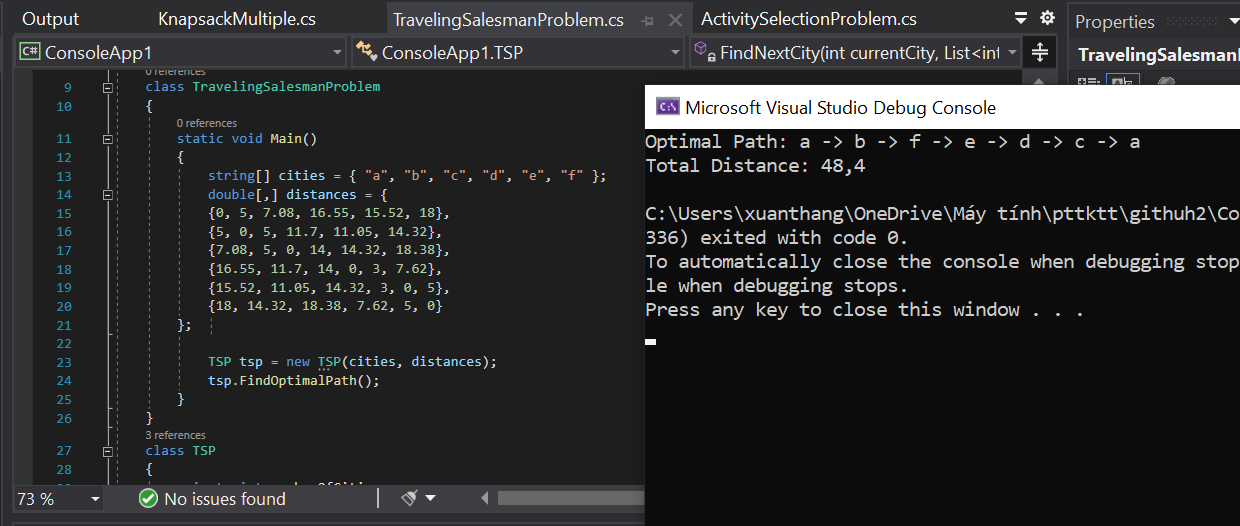 Output KnapsackMultiple.cs TravelingSalesmanProblem.cs ActivitySelectionProblem.cs
Properties
C# ConsoleApp1 ConsoleApp1.TSP FindNextCity(int currentCity, List<int
TravelingSalesmanP
0 references
9 class TravelingSalesmanProblem
10 {
0 references
11 static void Main()
12 {
13 string[] cities = { "a", "b", "c", "d", "e", "f" };
14 double[,] distances = {
15 {0, 5, 7.08, 16.55, 15.52, 18},
16 {5, 0, 5, 11.7, 11.05, 14.32},
17 {7.08, 5, 0, 14, 14.32, 18.38},
18 {16.55, 11.7, 14, 0, 3, 7.62},
19 {15.52, 11.05, 14.32, 3, 0, 5},
20 {18, 14.32, 18.38, 7.62, 5, 0}
21 };
22
23 TSP tsp = new TSP(cities, distances);
24 tsp.FindOptimalPath();
25 }
26 }
3 references
27 class TSP
28 {
73 % No issues found
C:\ Microsoft Visual Studio Debug Console
Optimal Path: a -> b -> f -> e -> d -> c -> a
Total Distance: 48,4
C:\Users\xuanthang\OneDrive\Máy tính\pttktt\githuh2\Co
336) exited with code 0.
To automatically close the console when debugging stop
le when debugging stops.
Press any key to close this window . . .